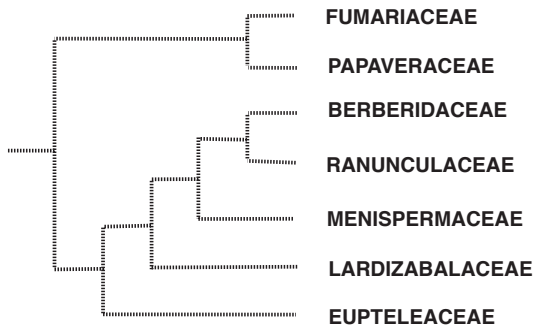 FUMARIACEAE
PAPAVERACEAE
BERBERIDACEAE
RANUNCULACEAE
MENISPERMACEAE
LARDIZABALACEAE
EUPTELEACEAE